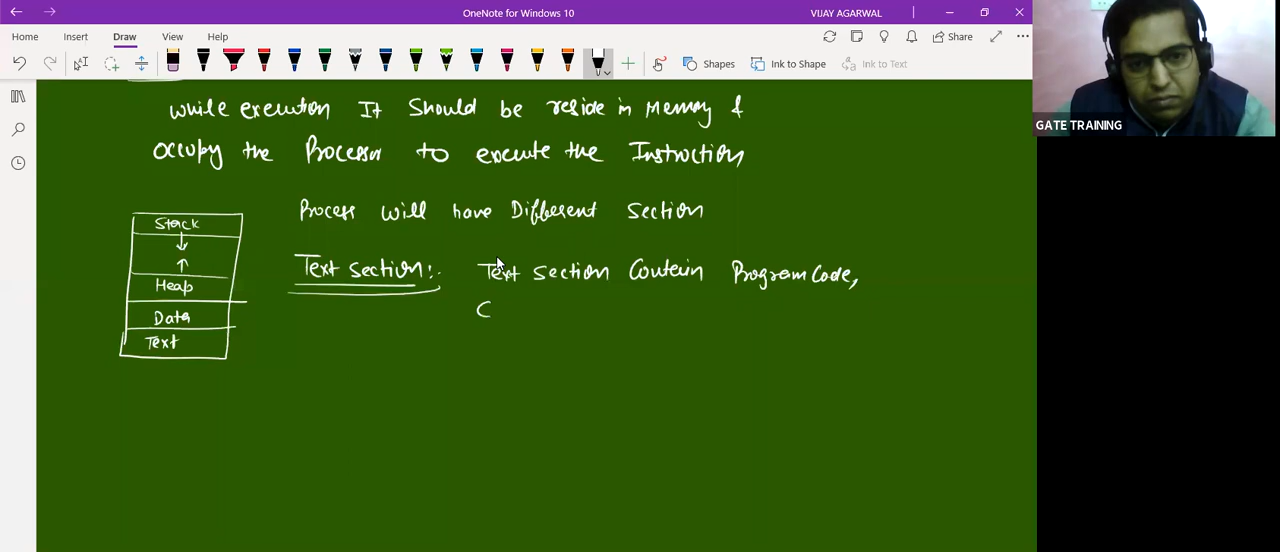 OneNote for Windows 10
VIJAY AGARWAL
Home Insert Draw View Help
Share
Shapes Ink to Shape Ink to Text
GATE TRAINING
while execution It should be reside in Memory &
occupy the Processor to execute the Instruction
Process will have Different Section
Stack
Heap
Data
Text
Text section:. Text section Contein Program Code,
C